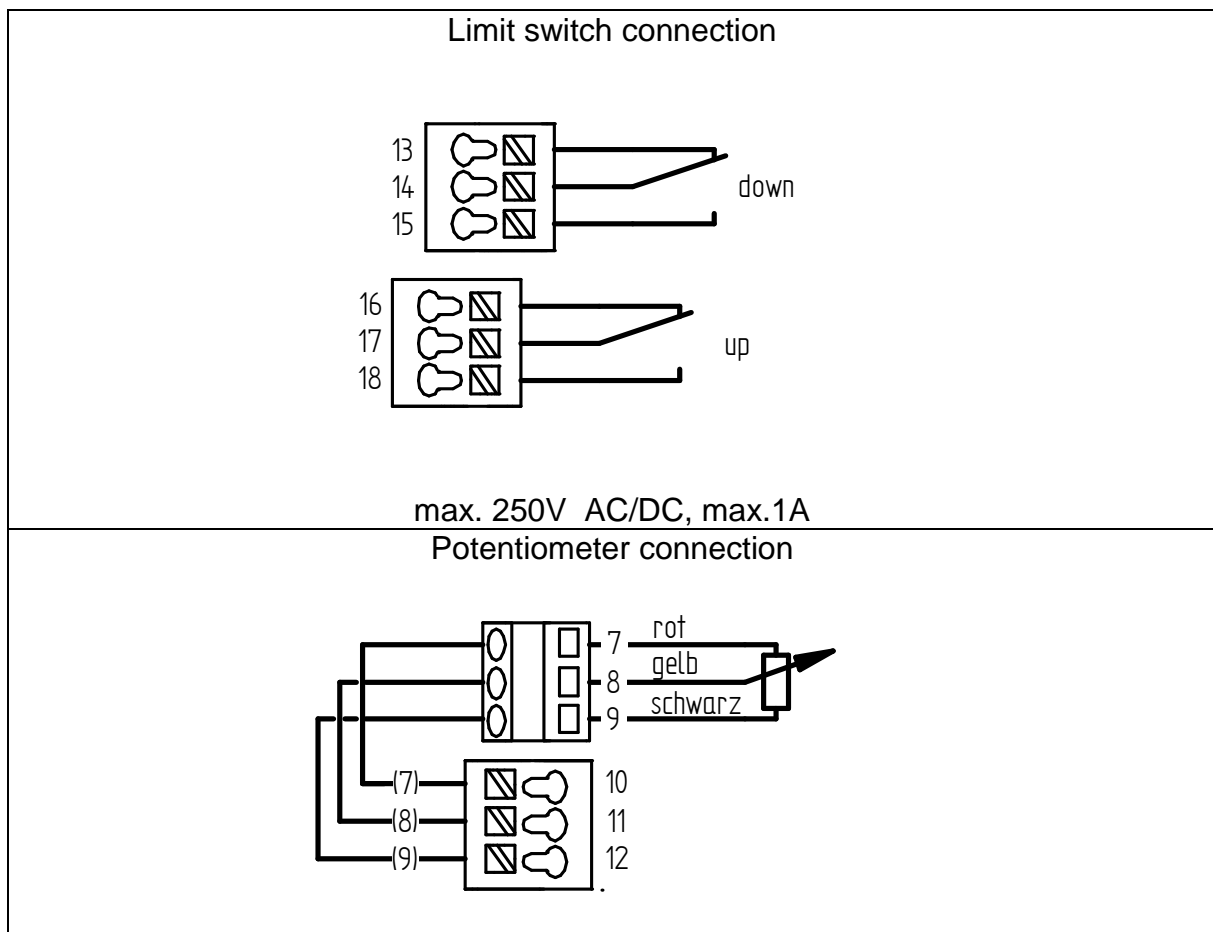 Limit switch connection
13
14
15
down
16
17
18
up
max. 250V AC/DC, max.1A
Potentiometer connection
7 rot
8 gelb
9 schwarz
(7) 10
(8) 11
(9) 12